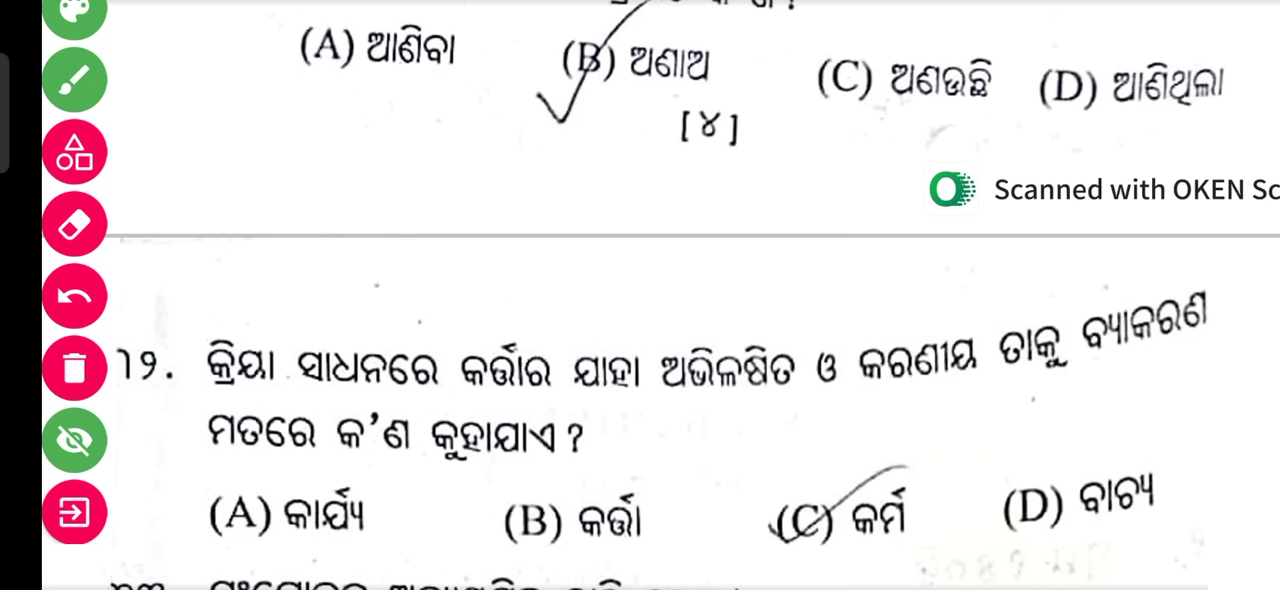 (A) ଆଣିବା (B) ଅଣାଅ (C) ଅଣଉଛି (D) ଆଣିଥିଲା
[୪]
Scanned with OKEN Sc
୨୨. କ୍ରିୟା ସାଧନରେ କର୍ତ୍ତାର ଯାହା ଅଭିଳଷିତ ଓ କରଣୀୟ ତାକୁ ବ୍ୟାକରଣ
ମତରେ କ'ଣ କୁହାଯାଏ ?
(A) କାର୍ଯ୍ୟ (B) କର୍ତ୍ତା (C) କର୍ମ (D) ବାଚ୍ୟ